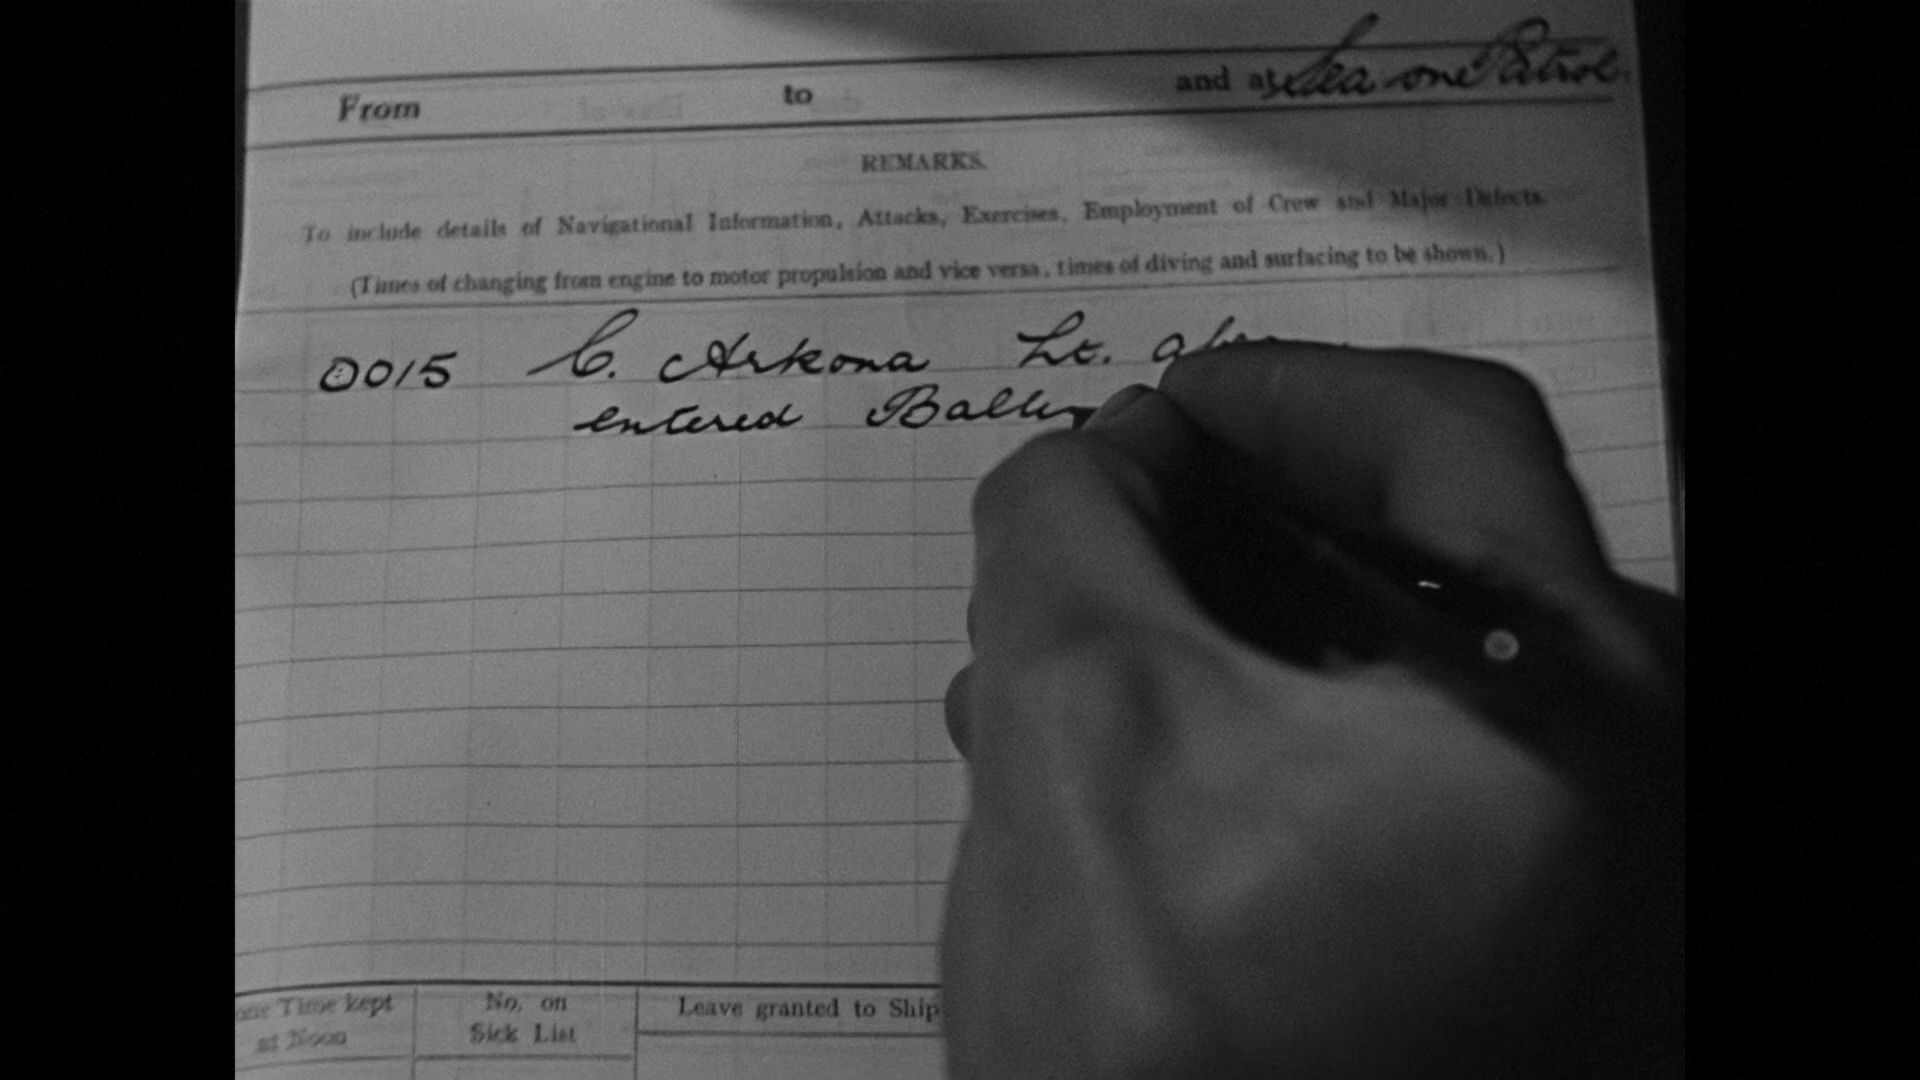 From to and at Sea one Patrol.
REMARKS.
To include details of Navigational Information, Attacks, Exercises, Employment of Crew and Major Defects.
(Times of changing from engine to motor propulsion and vice versa, times of diving and surfacing to be shown.)
0015 C. Arkona Lt.
entered
Time kept at Noon
No. on Sick List
Leave granted to Ship